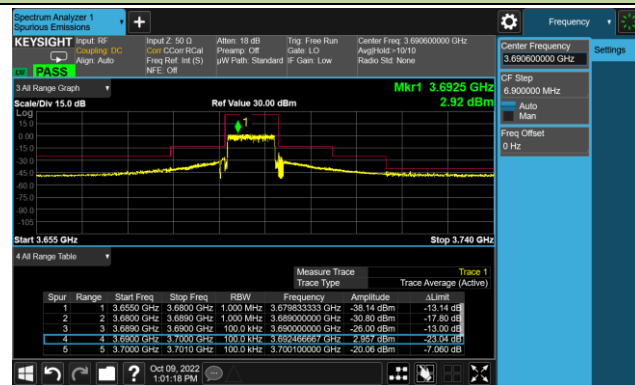 Spectrum Analyzer 1
Spurious Emissions
Frequency
KEYSIGHT
Input: RF
Coupling: DC
Align: Auto
Input Z: 50 Ω
Corr CCorr RCal
Freq Ref: Int (S)
NFE: Off
Atten: 18 dB
Preamp: Off
µW Path: Standard
Trig: Free Run
Gate: LO
IF Gain: Low
Center Freq: 3.690600000 GHz
Avg|Hold:>10/10
Radio Std: None
PASS
Center Frequency
3.690600000 GHz
Settings
CF Step
6.900000 MHz
Auto
Man
Freq Offset
0 Hz
3 All Range Graph
Mkr1 3.6925 GHz
2.92 dBm
Scale/Div 15.0 dB
Ref Value 30.00 dBm
Log
15.0
0.00
-15.0
-30.0
-45.0
-60.0
-75.0
-90.0
-105
1
Start 3.655 GHz
Stop 3.740 GHz
4 All Range Table
Measure Trace Trace 1
Trace Type Trace Average (Active)
Spur Range Start Freq Stop Freq RBW Frequency Amplitude ΔLimit
1 1 3.6550 GHz 3.6800 GHz 1.000 MHz 3.679833333 GHz -38.14 dBm -13.14 dB
2 2 3.6800 GHz 3.6890 GHz 1.000 MHz 3.689000000 GHz -30.80 dBm -17.80 dB
3 3 3.6890 GHz 3.6900 GHz 100.0 kHz 3.690000000 GHz -26.00 dBm -13.00 dB
4 4 3.6900 GHz 3.7000 GHz 100.0 kHz 3.692466667 GHz 2.957 dBm -23.04 dB
5 5 3.7000 GHz 3.7010 GHz 100.0 kHz 3.700100000 GHz -20.06 dBm -7.060 dB
?
Oct 09, 2022
1:01:18 PM